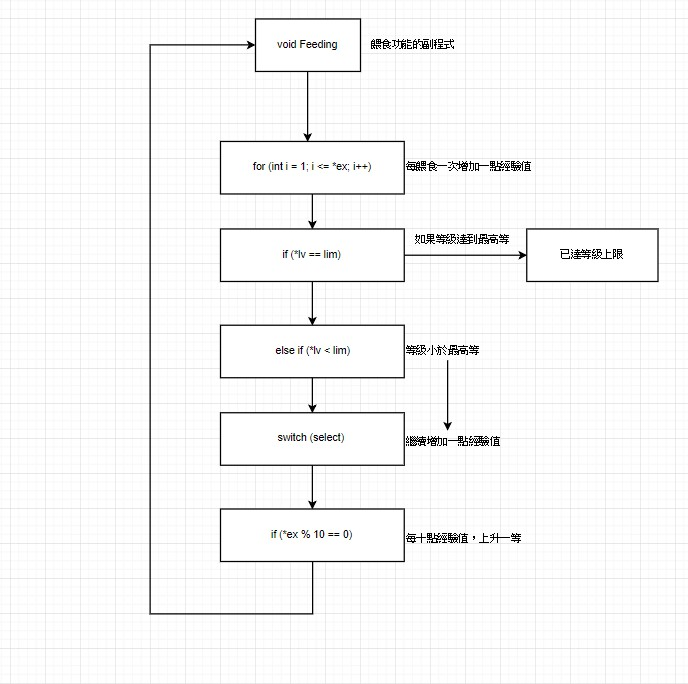 void Feeding
餵食功能的副程式
for (int i = 1; i <= *ex; i++)
每餵食一次增加一點經驗值
if (*lv == lim)
如果等級達到最高等
已達等級上限
else if (*lv < lim)
等級小於最高等
switch (select)
繼續增加一點經驗值
if (*ex % 10 == 0)
每十點經驗值，上升一等